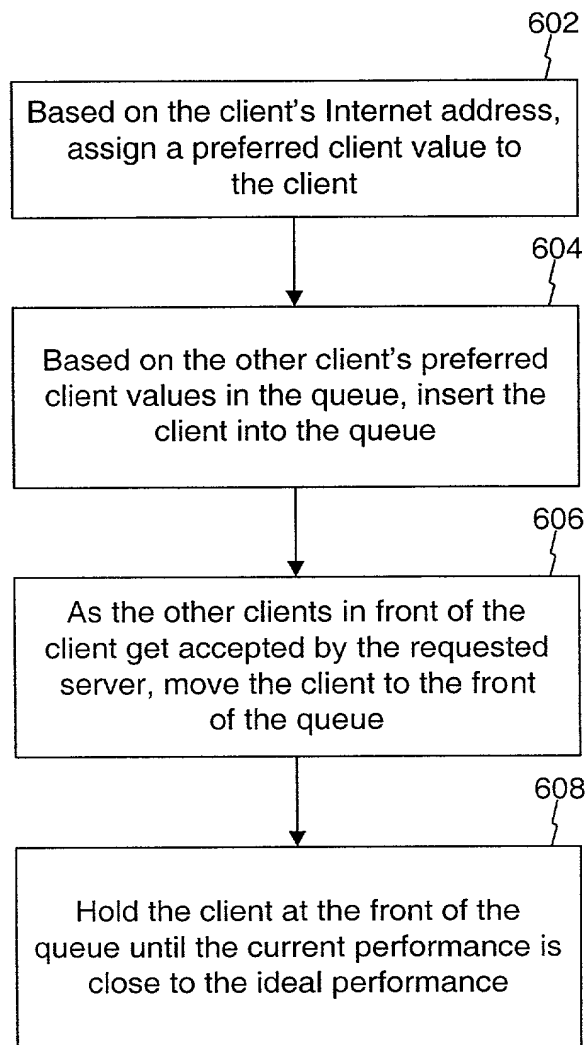 602
Based on the client's Internet address,
assign a preferred client value to
the client
604
Based on the other client's preferred
client values in the queue, insert the
client into the queue
606
As the other clients in front of the
client get accepted by the requested
server, move the client to the front
of the queue
608
Hold the client at the front of the
queue until the current performance is
close to the ideal performance